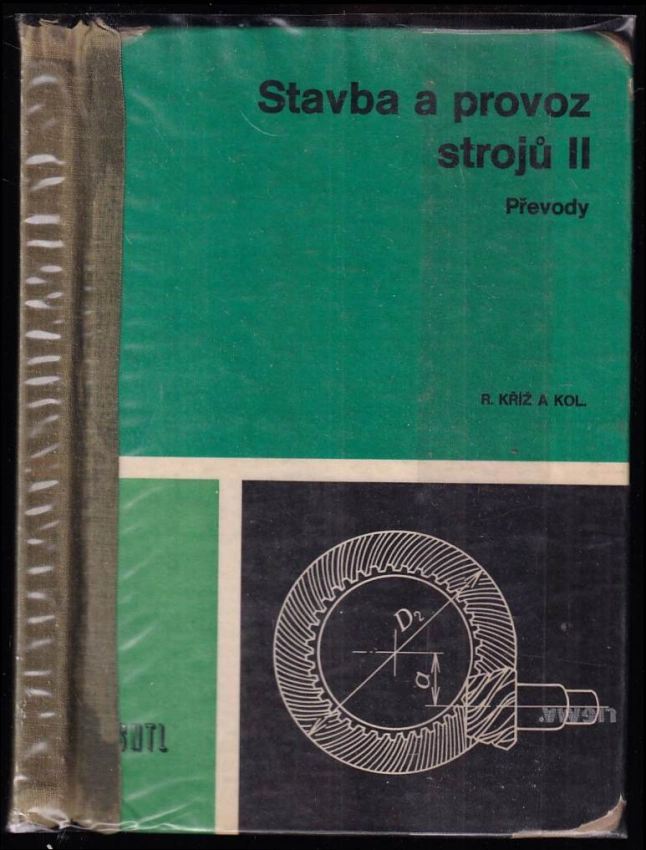 Stavba a provoz
strojů II
Převody
R. KŘÍŽ A KOL.
D2
a
SNTL